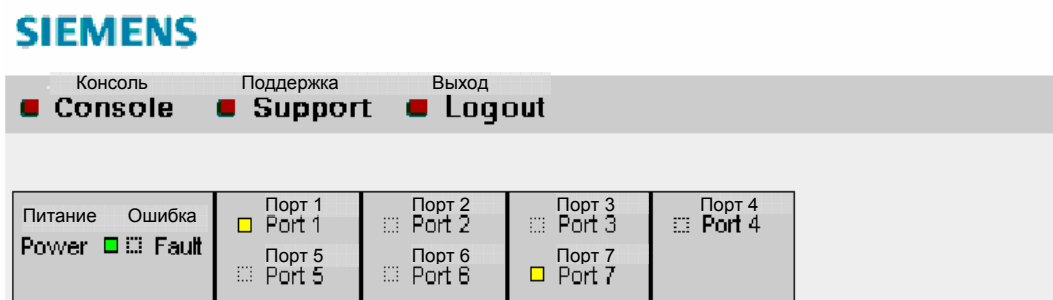 SIEMENS
Консоль Поддержка Выход
Console Support Logout
Порт 1 Порт 2 Порт 3 Порт 4
Питание Ошибка
Port 1 Port 2 Port 3 Port 4
Power Fault
Порт 5 Порт 6 Порт 7
Port 5 Port 6 Port 7